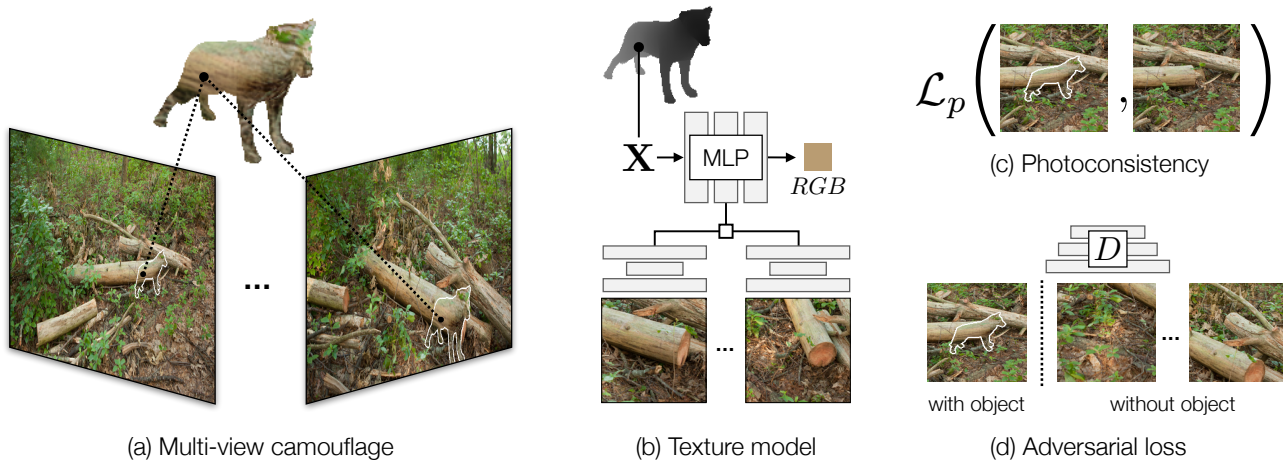 ...
(a) Multi-view camouflage
X
MLP
RGB
...
(b) Texture model
𝓛ₚ( , )
(c) Photoconsistency
D
...
with object
without object
(d) Adversarial loss